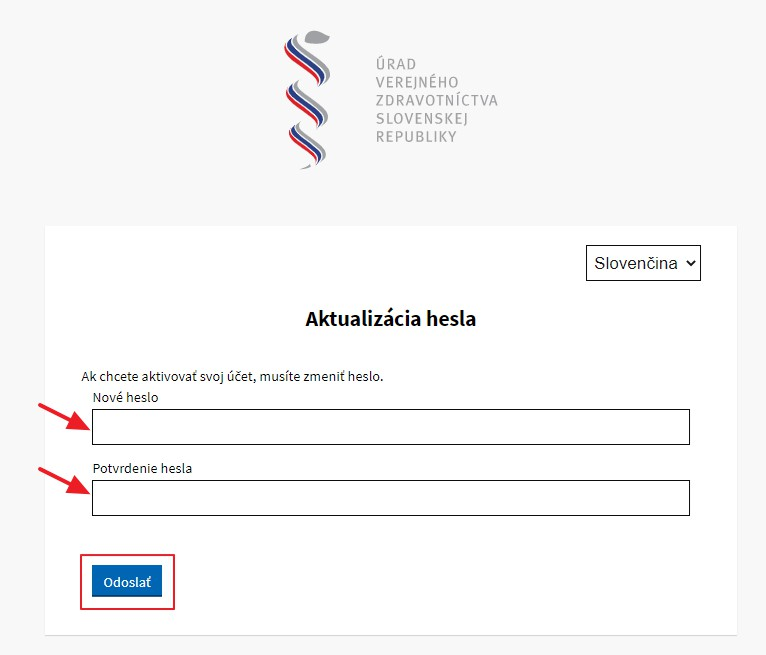 ÚRAD
VEREJNÉHO
ZDRAVOTNÍCTVA
SLOVENSKEJ
REPUBLIKY
Slovenčina
Aktualizácia hesla
Ak chcete aktivovať svoj účet, musíte zmeniť heslo.
Nové heslo
Potvrdenie hesla
Odoslať